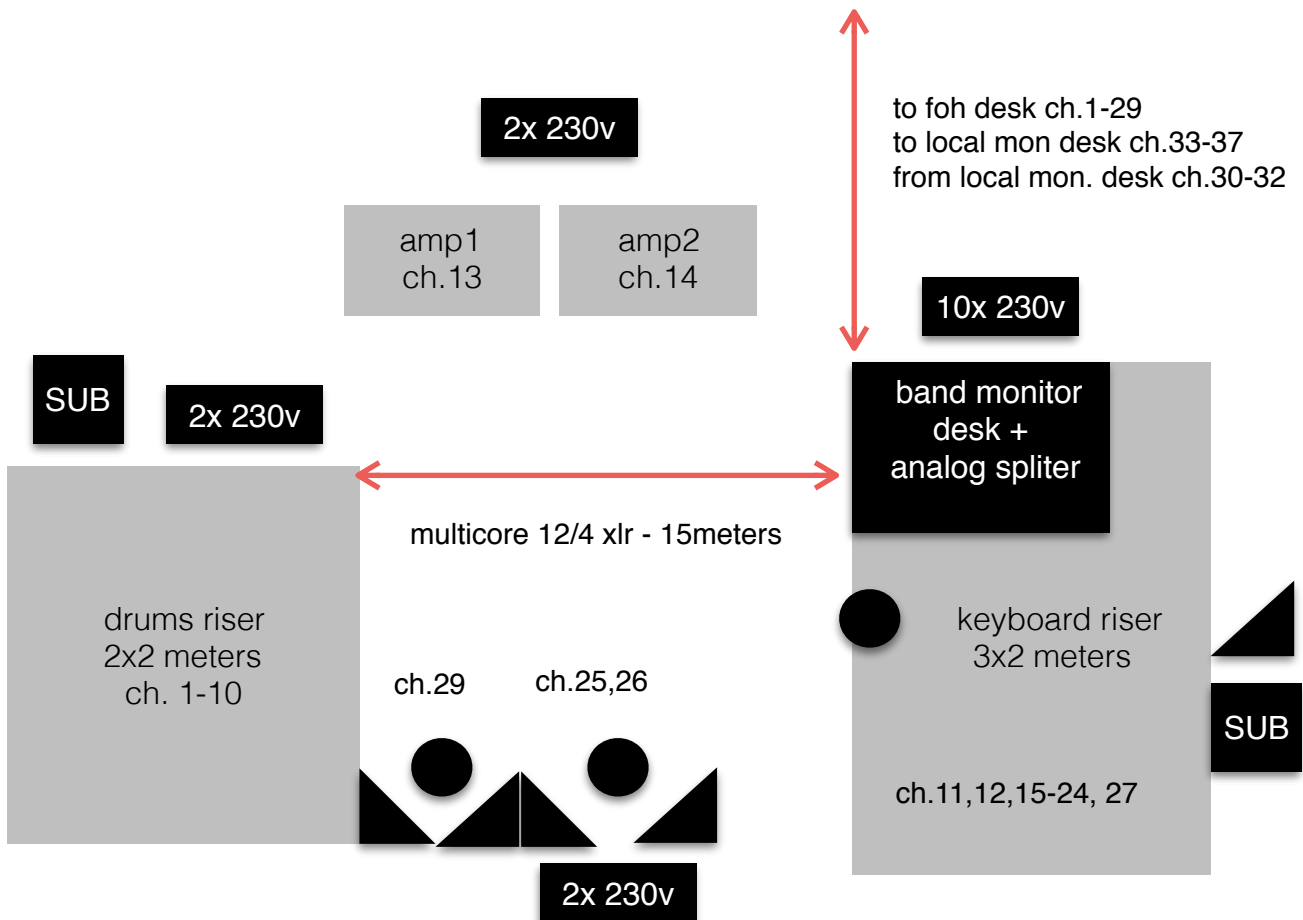 to foh desk ch.1-29
to local mon desk ch.33-37
from local mon. desk ch.30-32
2x 230v
amp1
ch.13
amp2
ch.14
10x 230v
SUB
2x 230v
band monitor
desk +
analog spliter
multicore 12/4 xlr - 15meters
drums riser
2x2 meters
ch. 1-10
keyboard riser
3x2 meters
ch.29
ch.25,26
SUB
ch.11,12,15-24, 27
2x 230v